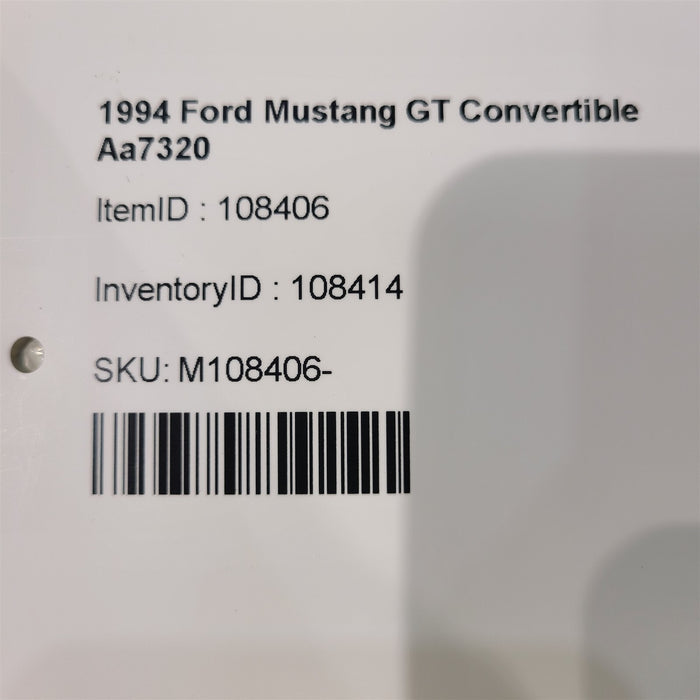 1994 Ford Mustang GT Convertible
Aa7320
ItemID : 108406
InventoryID : 108414
SKU: M108406-